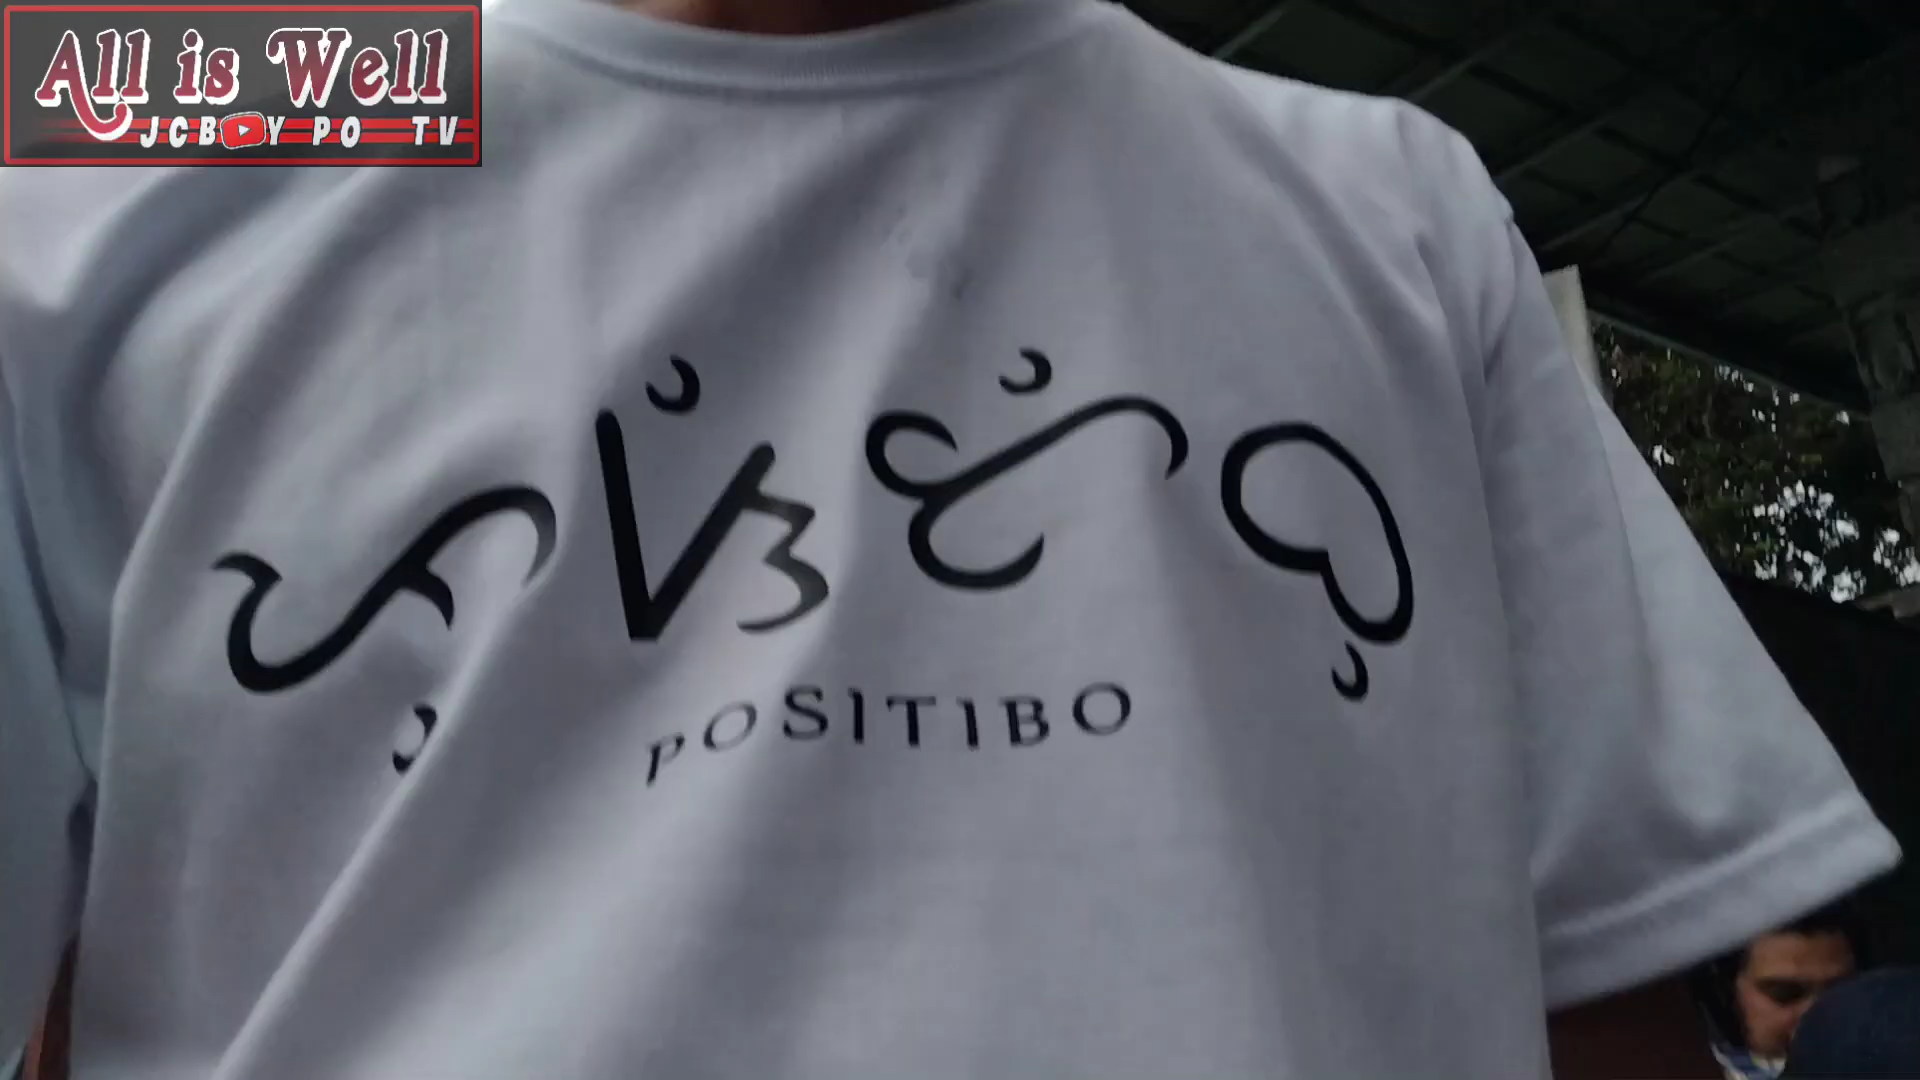 All is Well
JCBOY PO TV
ᜉᜓᜐᜒᜆᜒᜊᜓ
POSITIBO